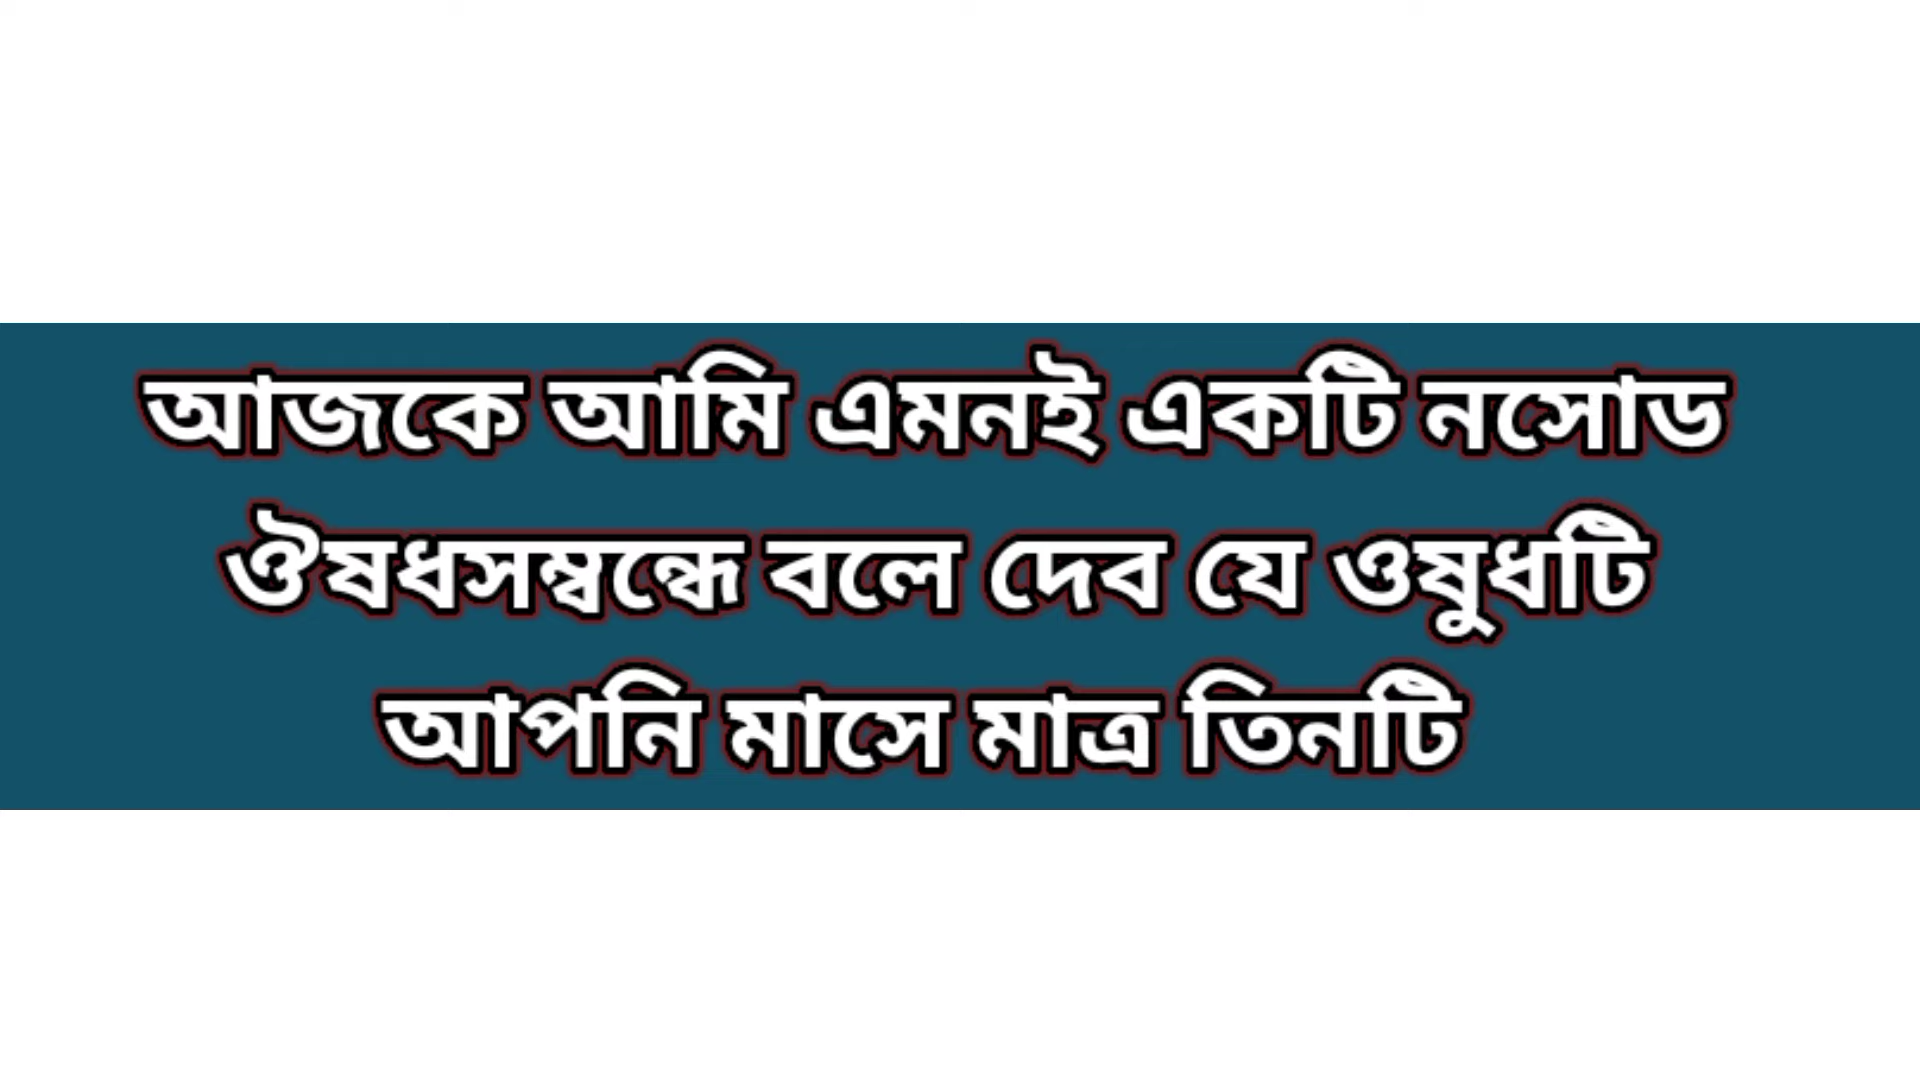 আজকে আমি এমনই একটি নসোড
ঔষধসম্বন্ধে বলে দেব যে ওষুধটি
আপনি মাসে মাত্র তিনটি